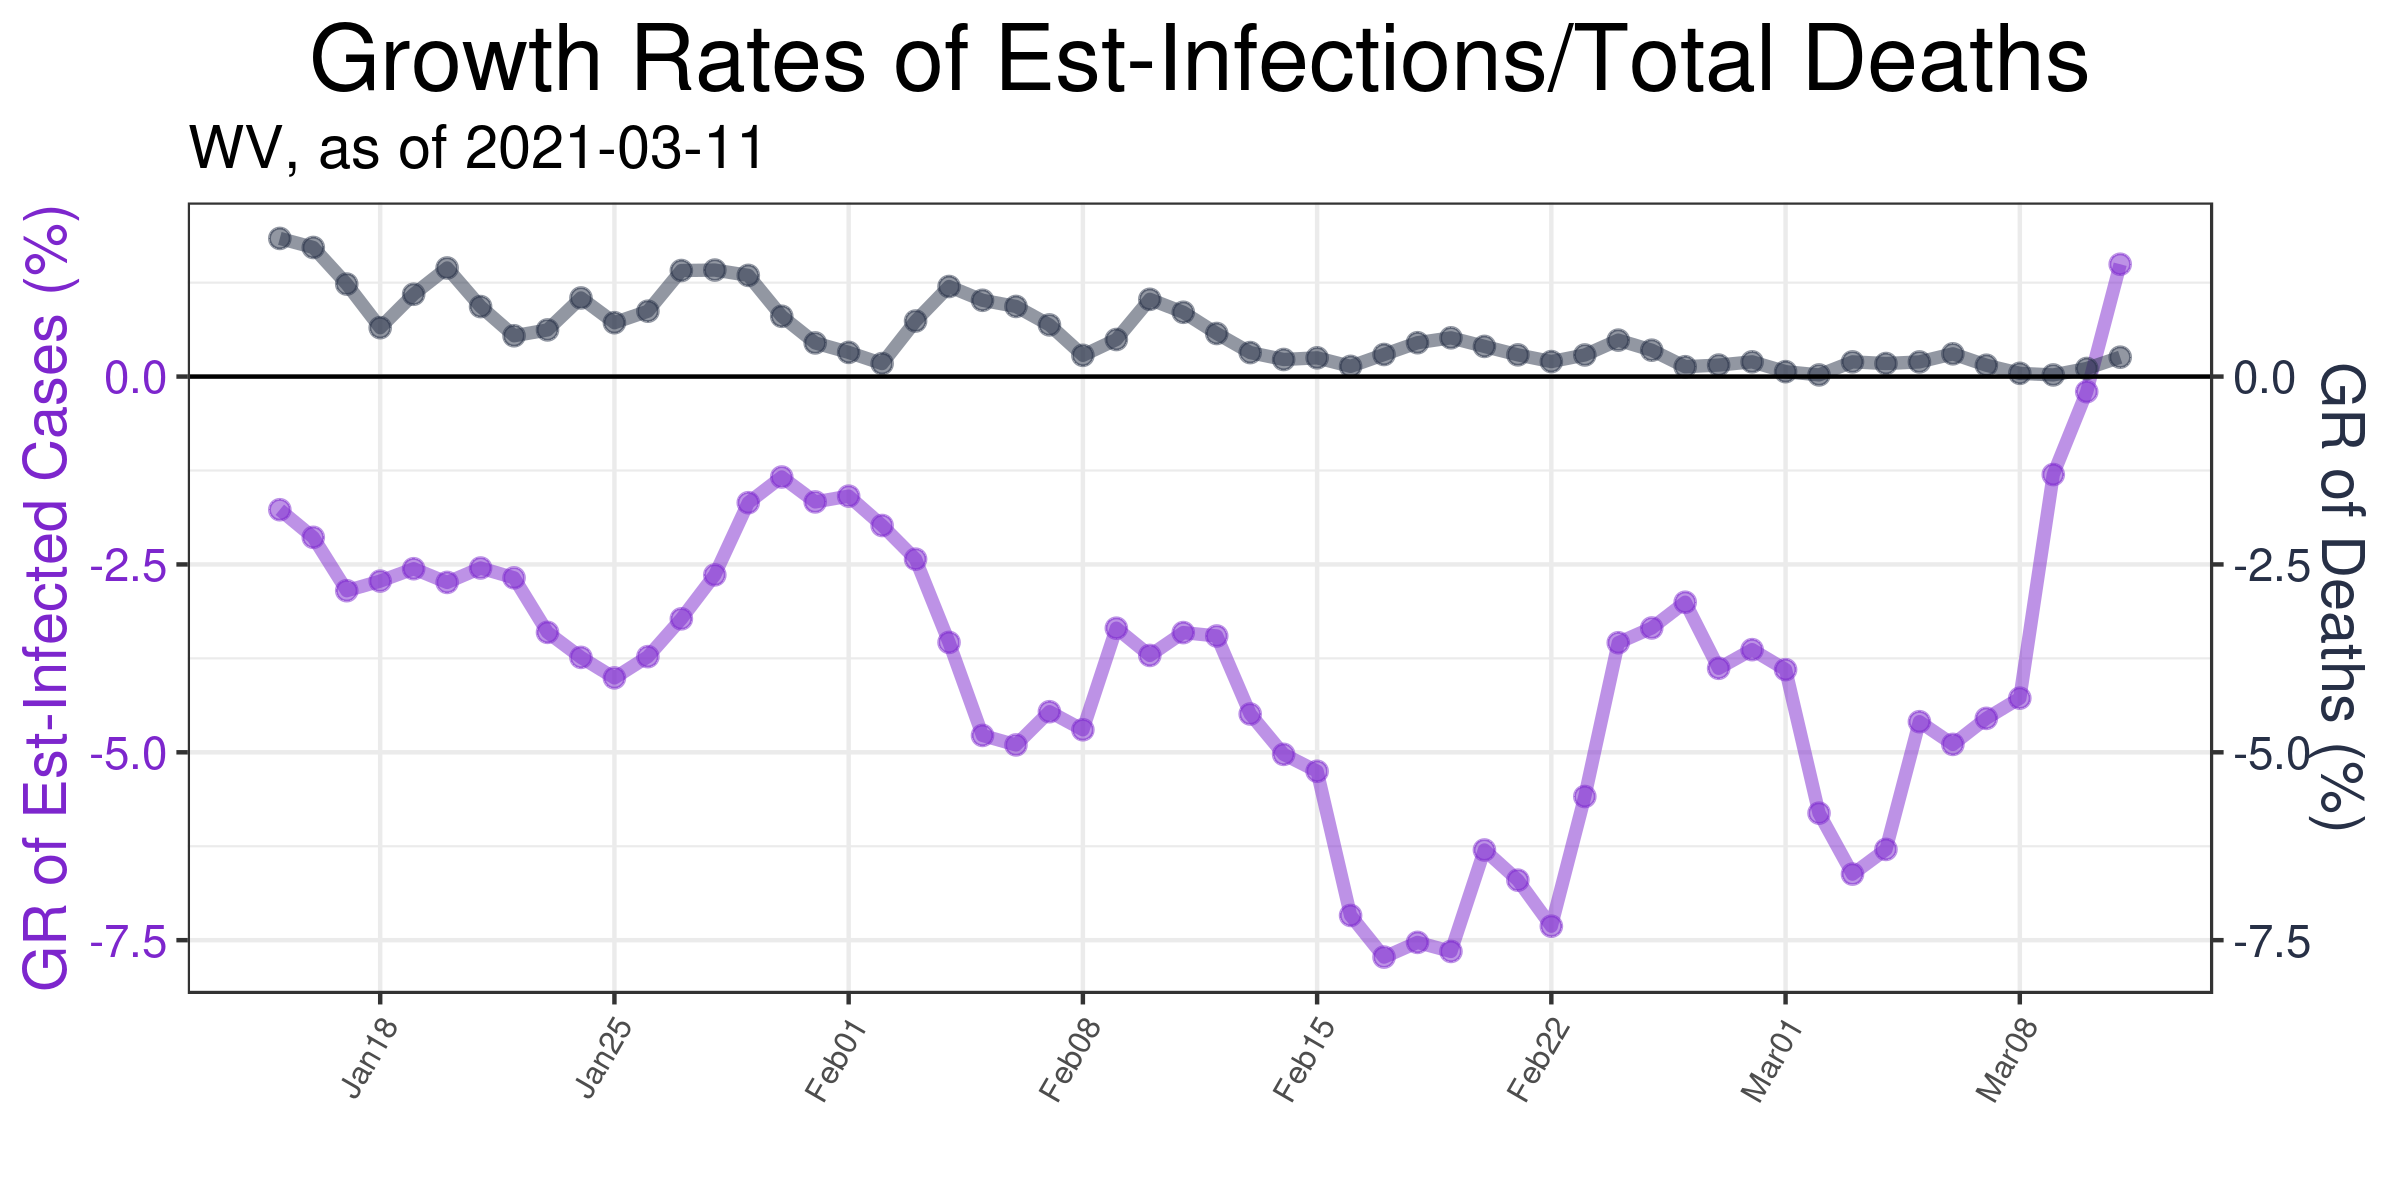 Growth Rates of Est-Infections/Total Deaths
WV, as of 2021-03-11
GR of Est-Infected Cases (%)
0.0
-2.5
-5.0
-7.5
0.0
-2.5
-5.0
-7.5
GR of Deaths (%)
Jan18
Jan25
Feb01
Feb08
Feb15
Feb22
Mar01
Mar08